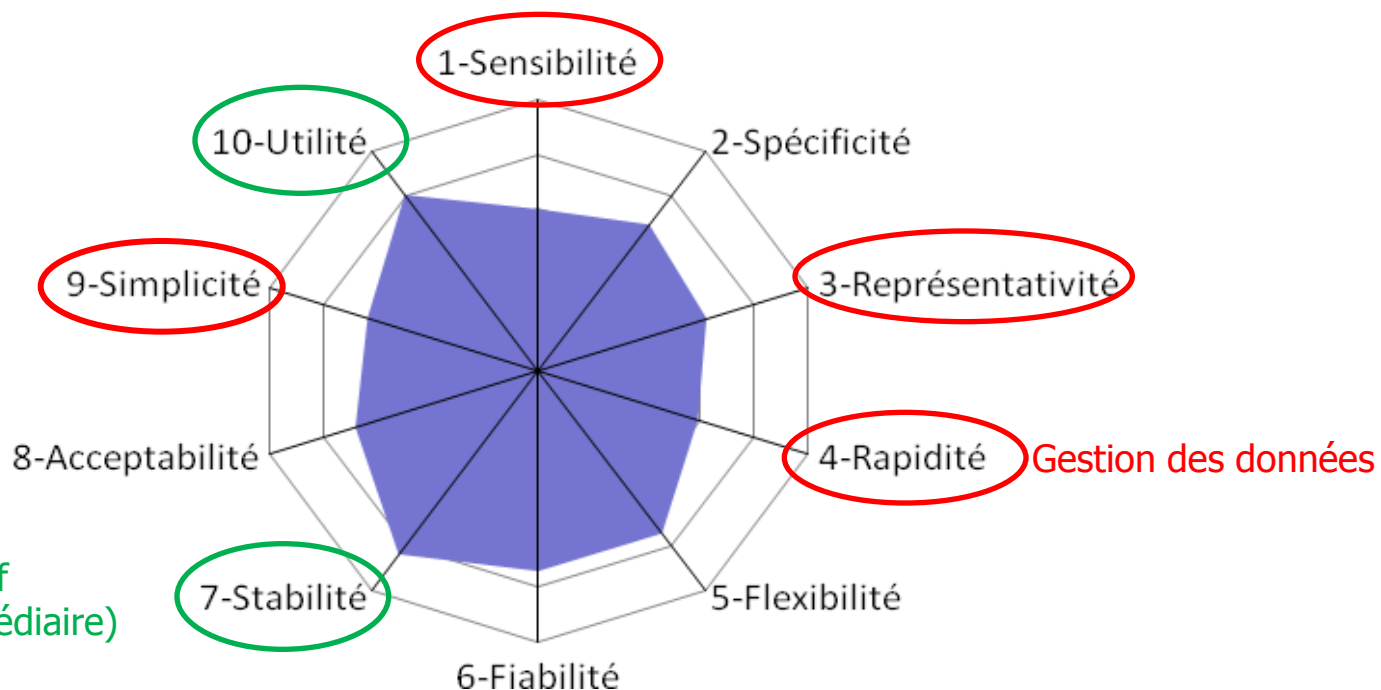 1-Sensibilité
10-Utilité
2-Spécificité
9-Simplicité
3-Représentativité
8-Acceptabilité
4-Rapidité
Gestion des données
7-Stabilité
5-Flexibilité
6-Fiabilité